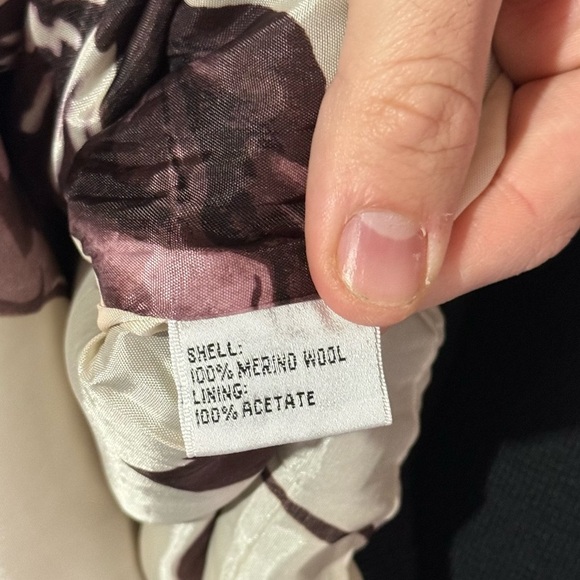 SHELL:
100% MERINO WOOL
LINING:
100% ACETATE